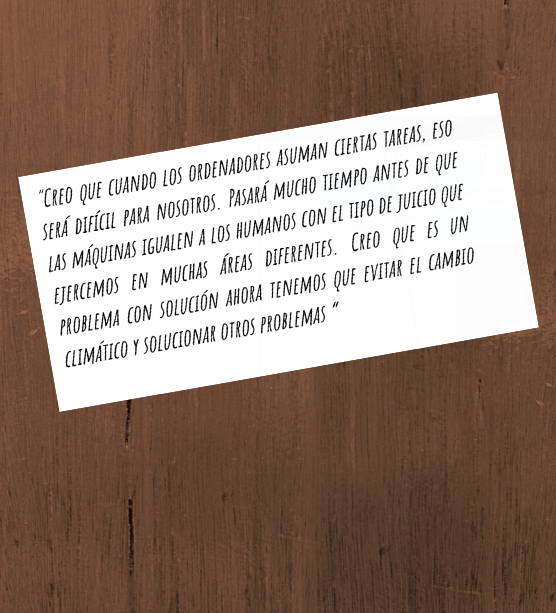 “Creo que cuando los ordenadores asuman ciertas tareas, eso
será difícil para nosotros. Pasará mucho tiempo antes de que
las máquinas igualen a los humanos con el tipo de juicio que
ejercemos en muchas áreas diferentes. Creo que es un
problema con solución ahora tenemos que evitar el cambio
climático y solucionar otros problemas “